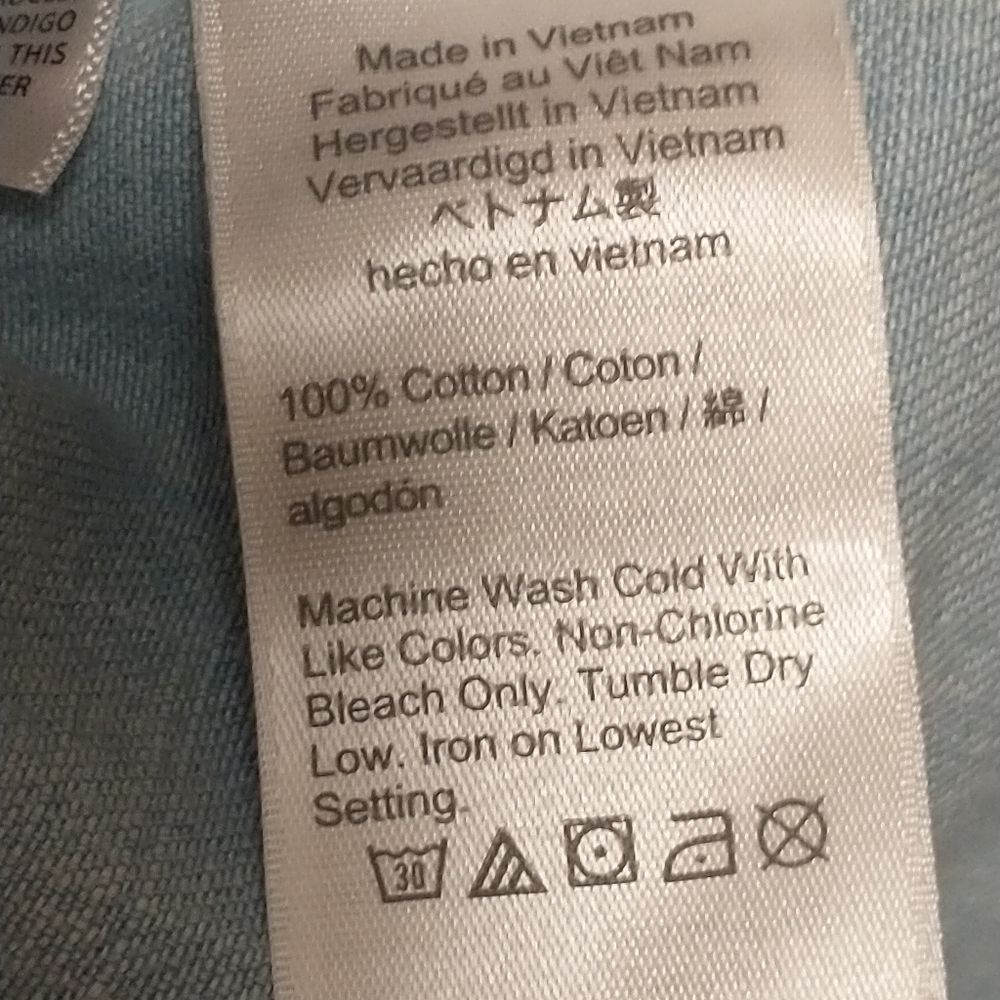 NDIGO
THIS
ER
Made in Vietnam
Fabriqué au Viêt Nam
Hergestellt in Vietnam
Vervaardigd in Vietnam
ベトナム製
hecho en vietnam
100% Cotton / Coton /
Baumwolle / Katoen / 綿 /
algodón
Machine Wash Cold With
Like Colors. Non-Chlorine
Bleach Only. Tumble Dry
Low. Iron on Lowest
Setting.
30